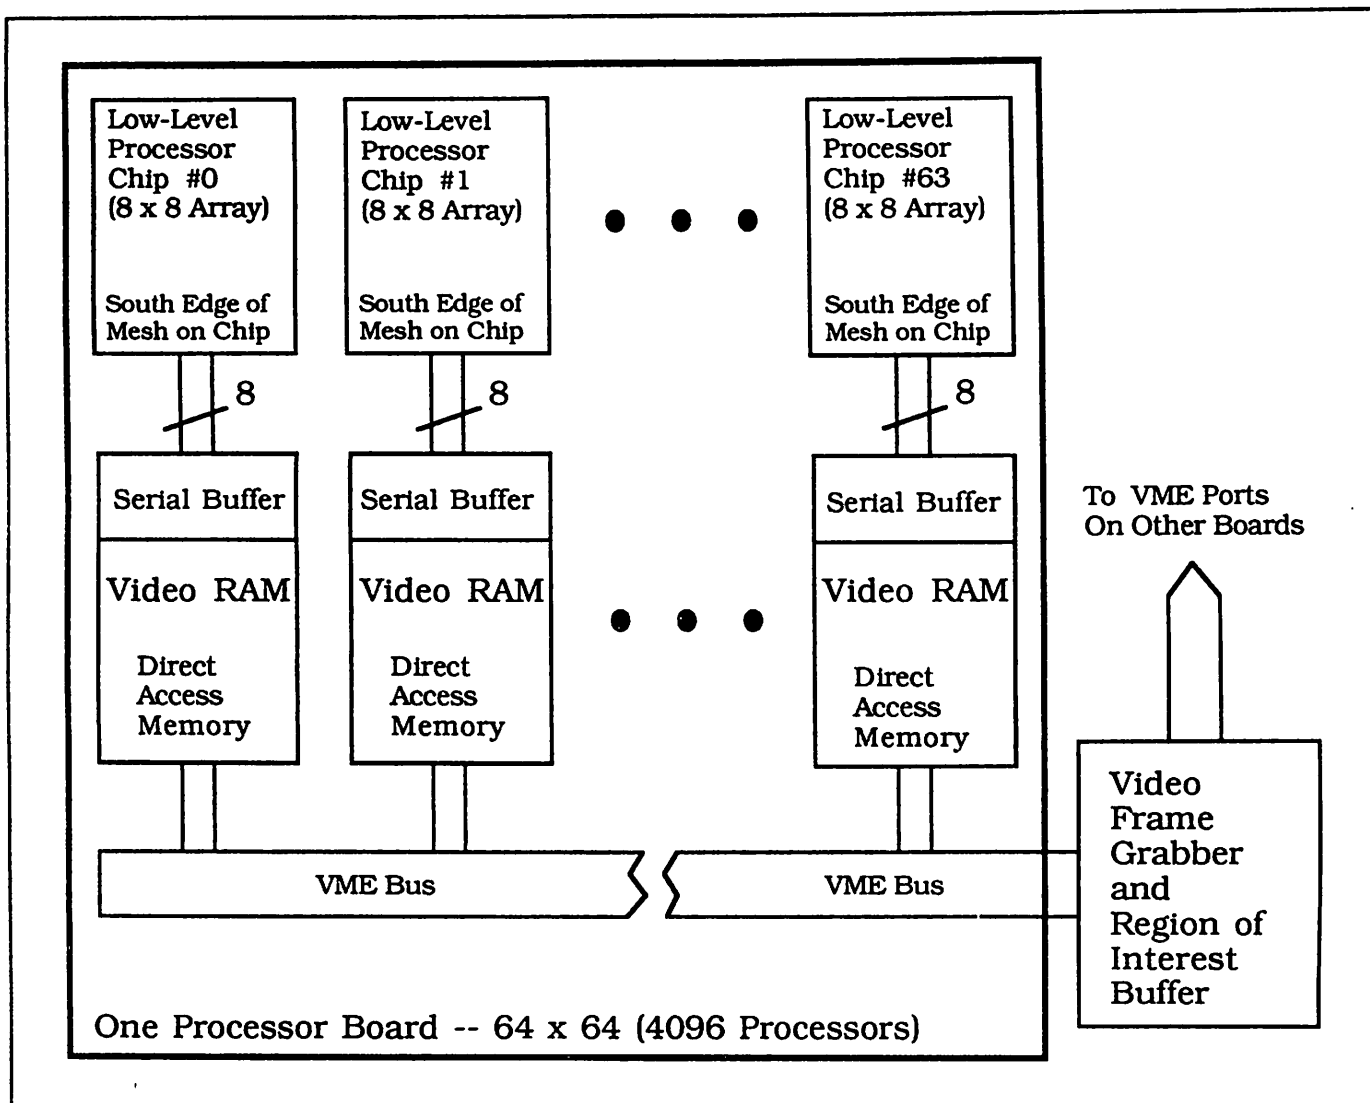 Low-Level
Processor
Chip #0
(8 x 8 Array)
South Edge of
Mesh on Chip
8
Serial Buffer
Video RAM
Direct
Access
Memory
Low-Level
Processor
Chip #1
(8 x 8 Array)
South Edge of
Mesh on Chip
8
Serial Buffer
Video RAM
Direct
Access
Memory
Low-Level
Processor
Chip #63
(8 x 8 Array)
South Edge of
Mesh on Chip
8
Serial Buffer
Video RAM
Direct
Access
Memory
VME Bus
VME Bus
To VME Ports
On Other Boards
Video
Frame
Grabber
and
Region of
Interest
Buffer
One Processor Board -- 64 x 64 (4096 Processors)